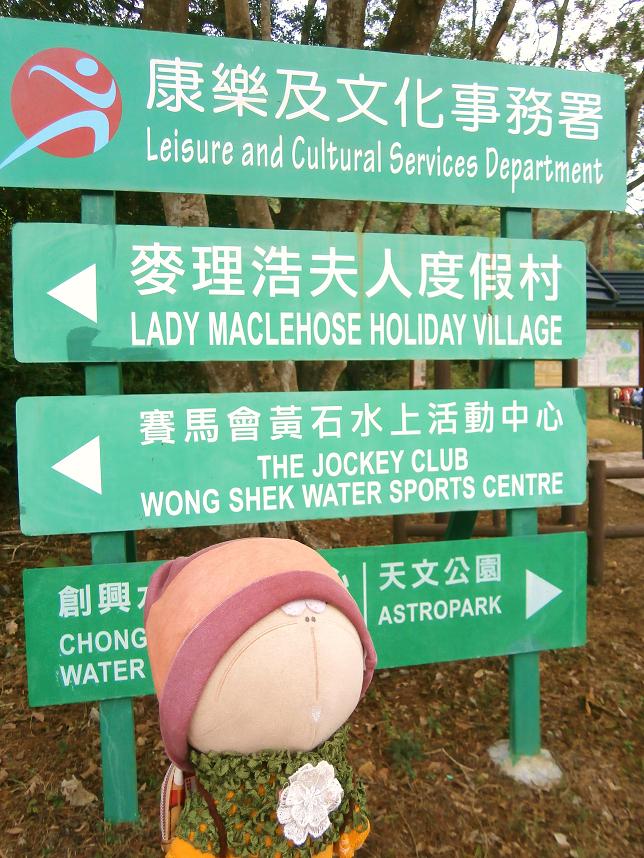 康樂及文化事務署
Leisure and Cultural Services Department
麥理浩夫人度假村
LADY MACLEHOSE HOLIDAY VILLAGE
賽馬會黃石水上活動中心
THE JOCKEY CLUB
WONG SHEK WATER SPORTS CENTRE
創興
CHONG
WATER
天文公園
ASTROPARK